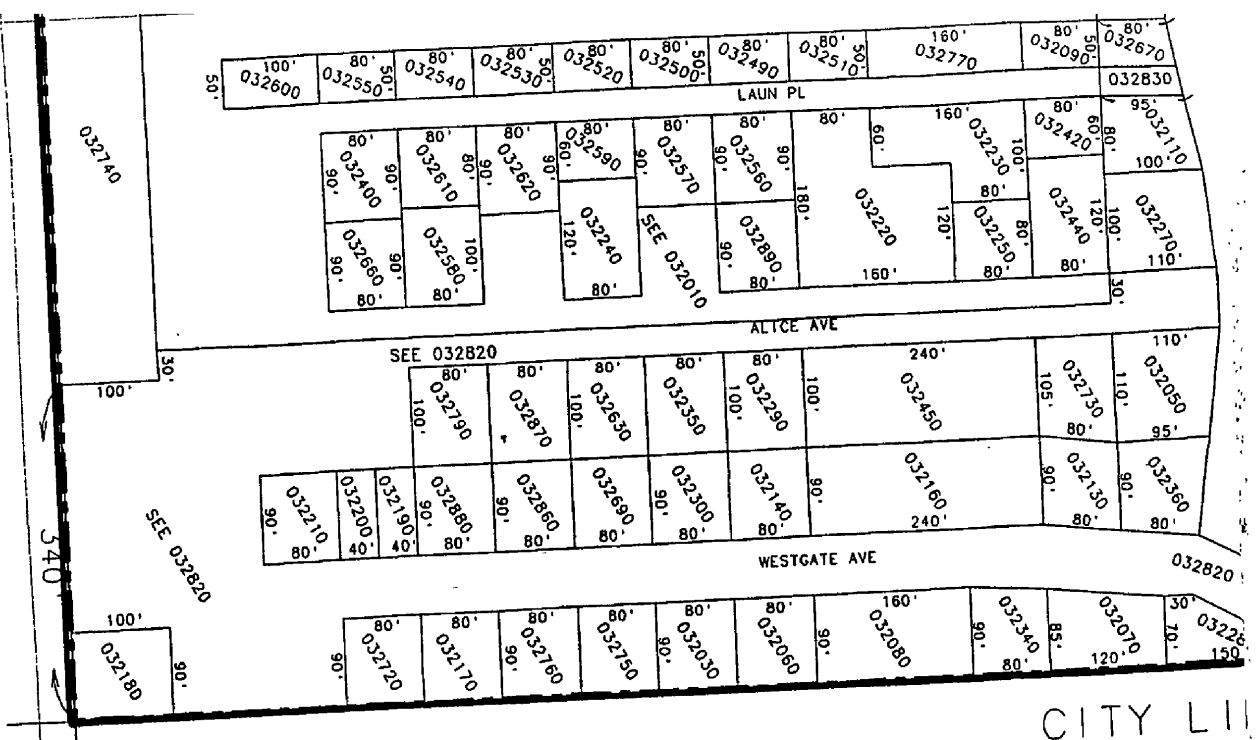 80' 80' 80' 80' 80' 80' 80' 160' 80' 80'
50' 100' 032600 032550 50' 032540 032530 50' 032520 032500 50' 032490 032510 50' 032770 032090 50' 032670
LAUN PL 032830
032740
80' 80' 80' 80' 80' 80' 80' 160' 80' 95'
90' 032400 90' 032610 80' 90' 032620 90' 60' 032590 90' 032570 90' 032560 90' 180' 60' 032230 100' 032420 60' 80' 032110
80' 100'
90' 032660 90' 032580 100' 120' 032240 SEE 032010 90' 032890 032220 120' 032250 80' 032440 120' 100' 032270
80' 80' 80' 80' 160' 80' 80' 110'
30'
ALICE AVE
SEE 032820
30'
100'
80' 80' 80' 80' 80' 240' 110'
100' 032790 032870 100' 032630 032350 100' 032290 100' 032450 105' 032730 110' 032050
80' 95'
90' 032210 032200 032190 90' 032880 90' 032860 032690 90' 032300 032140 90' 032160 90' 032130 90' 032360
80' 40' 40' 80' 80' 80' 80' 80' 240' 80' 80'
340
SEE 032820
WESTGATE AVE
032820
100'
032180 90'
80' 80' 80' 80' 80' 80' 160' 30'
90' 032720 032170 90' 032760 032750 90' 032030 032060 90' 032080 90' 032340 85' 032070 70' 03228
80' 120' 150'
CITY LI